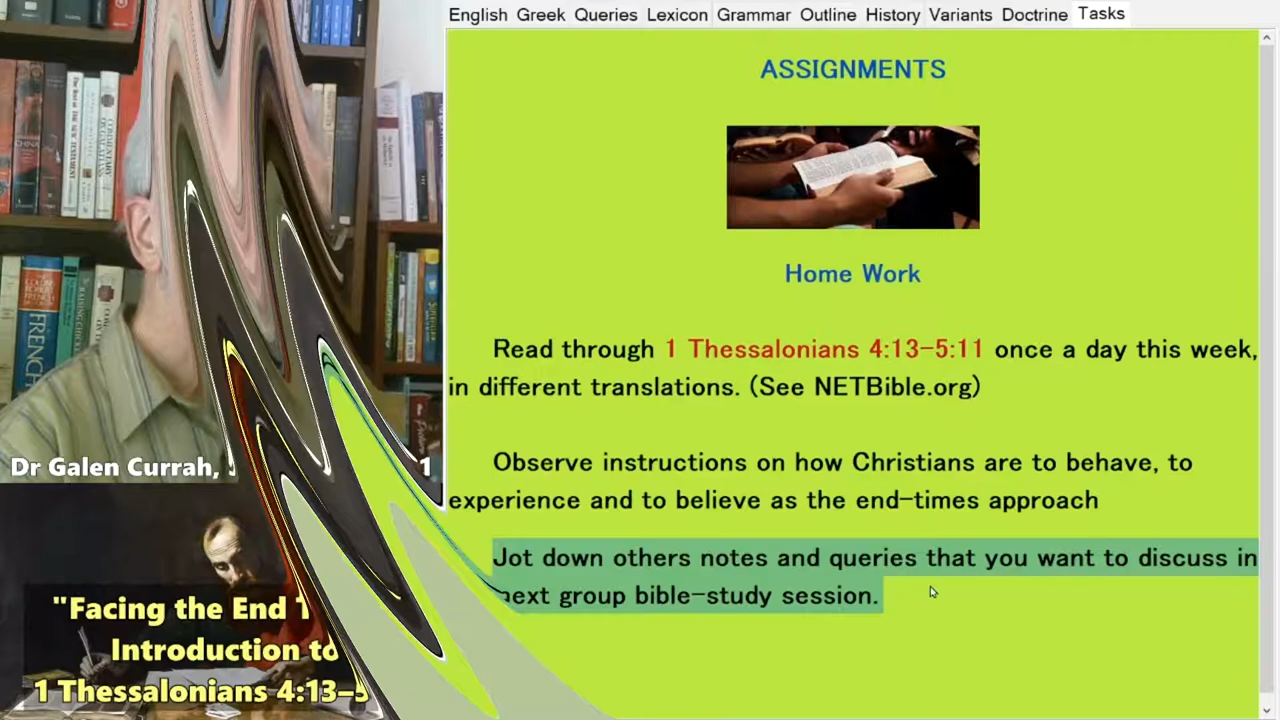 English Greek Queries Lexicon Grammar Outline History Variants Doctrine Tasks
ASSIGNMENTS
Home Work
Read through 1 Thessalonians 4:13-5:11 once a day this week,
in different translations. (See NETBible.org)
Observe instructions on how Christians are to behave, to
experience and to believe as the end-times approach
Jot down others notes and queries that you want to discuss in
next group bible-study session.
FRENCH
Dr Galen Currah,
1
"Facing the End
Introduction to
1 Thessalonians 4:13–5